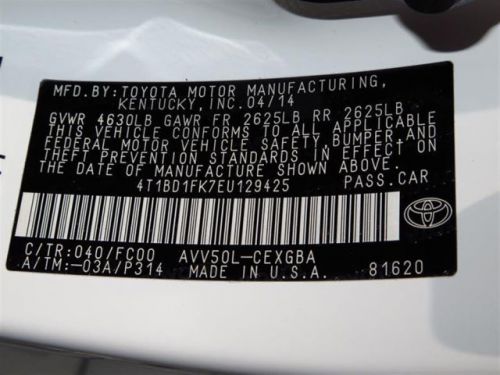 MFD.BY:TOYOTA MOTOR MANUFACTURING,
KENTUCKY, INC.04/14
GVWR 4630LB GAWR FR 2625LB RR 2625LB
THIS VEHICLE CONFORMS TO ALL APPLICABLE
FEDERAL MOTOR VEHICLE SAFETY, BUMPER AND
THEFT PREVENTION STANDARDS IN EFFECT ON
THE DATE OF MANUFACTURE SHOWN ABOVE.
4T1BD1FK7EU129425 PASS.CAR
C/TR:040/FC00 AVV50L-CEXGBA
A/TM:-03A/P314 MADE IN U.S.A. 81620